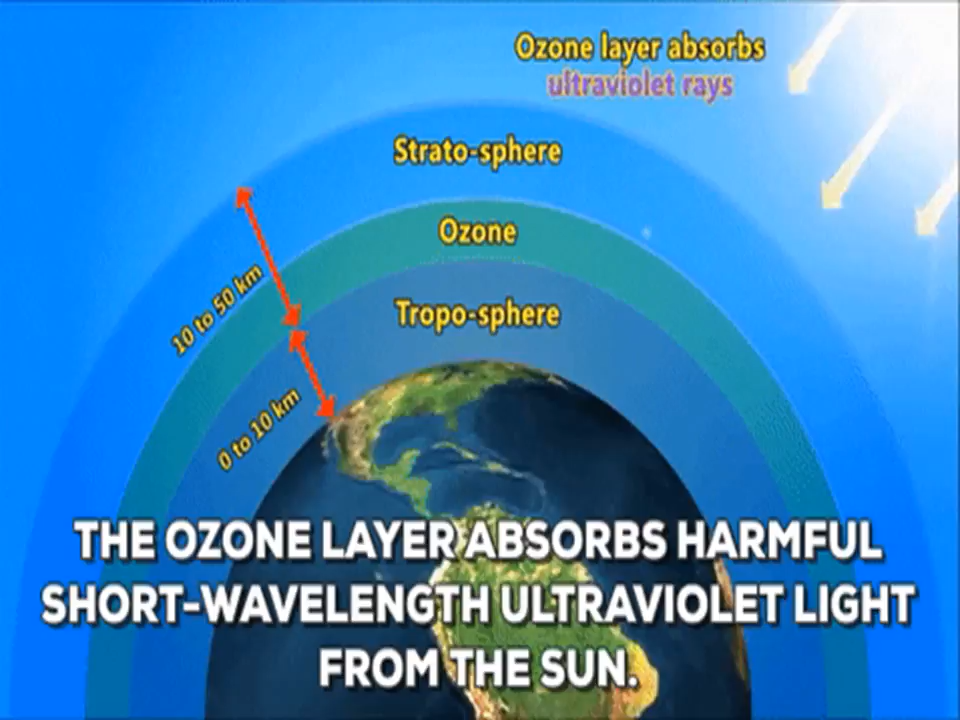 Ozone layer absorbs
ultraviolet rays
Strato-sphere
Ozone
Tropo-sphere
10 to 50 km
0 to 10 km
THE OZONE LAYER ABSORBS HARMFUL
SHORT-WAVELENGTH ULTRAVIOLET LIGHT
FROM THE SUN.